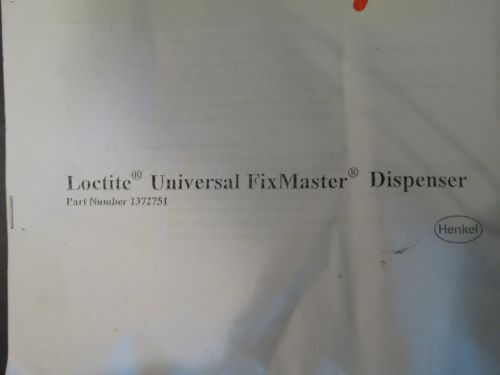 Loctite® Universal FixMaster® Dispenser
Part Number 1372751
Henkel